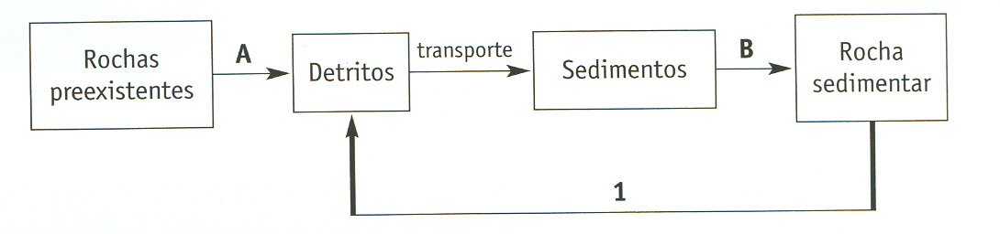 Rochas
preexistentes
A
Detritos
transporte
Sedimentos
B
Rocha
sedimentar
1